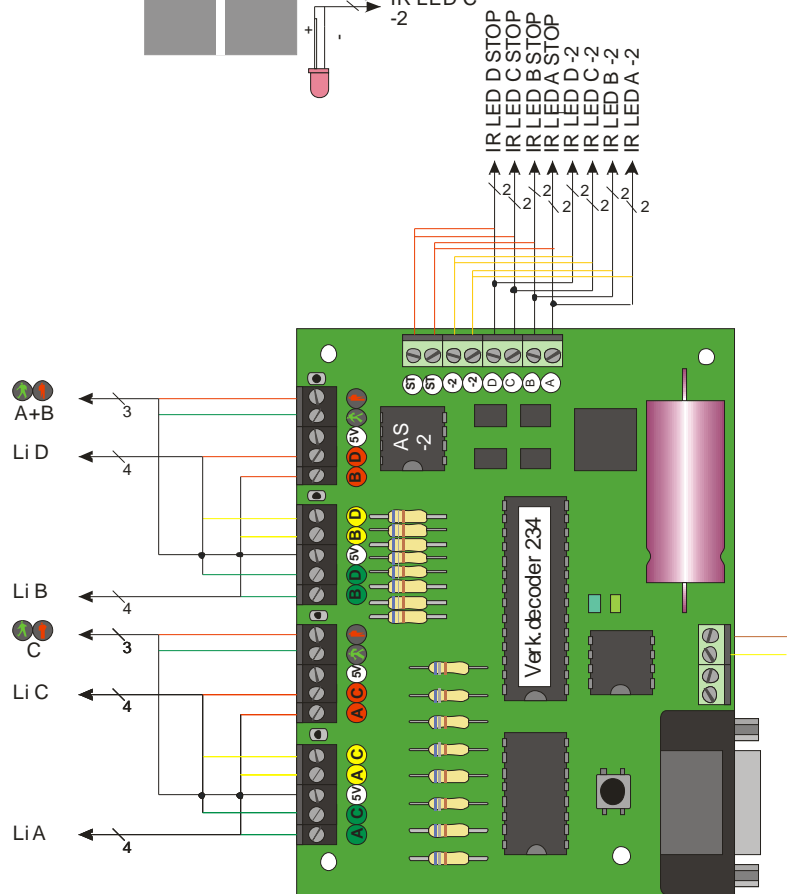 IR LED C
-2
+ -
IR LED D STOP
IR LED C STOP
IR LED B STOP
IR LED A STOP
IR LED D -2
IR LED C -2
IR LED B -2
IR LED A -2
2 2 2 2 2 2 2 2
ST ST -2 -2 D C B A
A+B
3
Li D
4
5V
B D
AS
-2
B D
5V
B D
Li B
4
Verk.decoder 234
C
3
5V
Li C
4
A C
A C
5V
A C
Li A
4